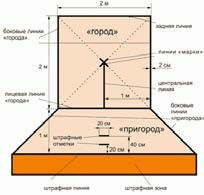 2 м
«город»
боковые линии «города»
задняя линия
линия «марки»
2 м
2 см
центральная линия
лицевая линия «города»
1 м
боковые линии «пригорода»
20 см
«пригород»
1 м
штрафные отметки
40 см
20 см
штрафная линия
штрафная зона